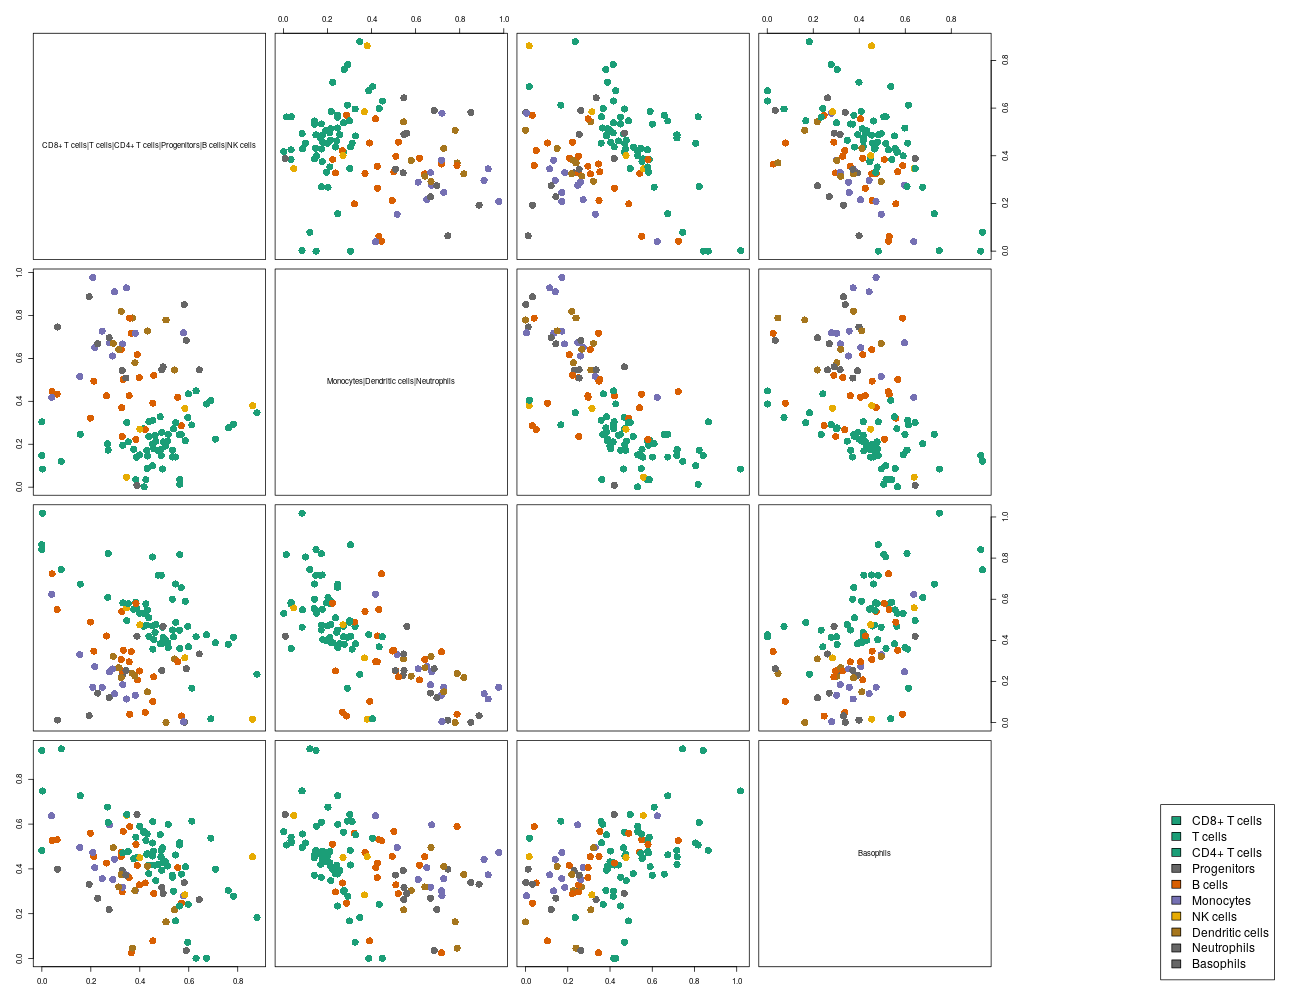 0.0 0.2 0.4 0.6 0.8 1.0
0.0 0.2 0.4 0.6 0.8
CD8+ T cells|T cells|CD4+ T cells|Progenitors|B cells|NK cells
0.0 0.2 0.4 0.6 0.8
0.0 0.2 0.4 0.6 0.8 1.0
Monocytes|Dendritic cells|Neutrophils
0.0 0.2 0.4 0.6 0.8 1.0
0.0 0.2 0.4 0.6 0.8
Basophils
0.0 0.2 0.4 0.6 0.8
0.0 0.2 0.4 0.6 0.8 1.0
CD8+ T cells
T cells
CD4+ T cells
Progenitors
B cells
Monocytes
NK cells
Dendritic cells
Neutrophils
Basophils